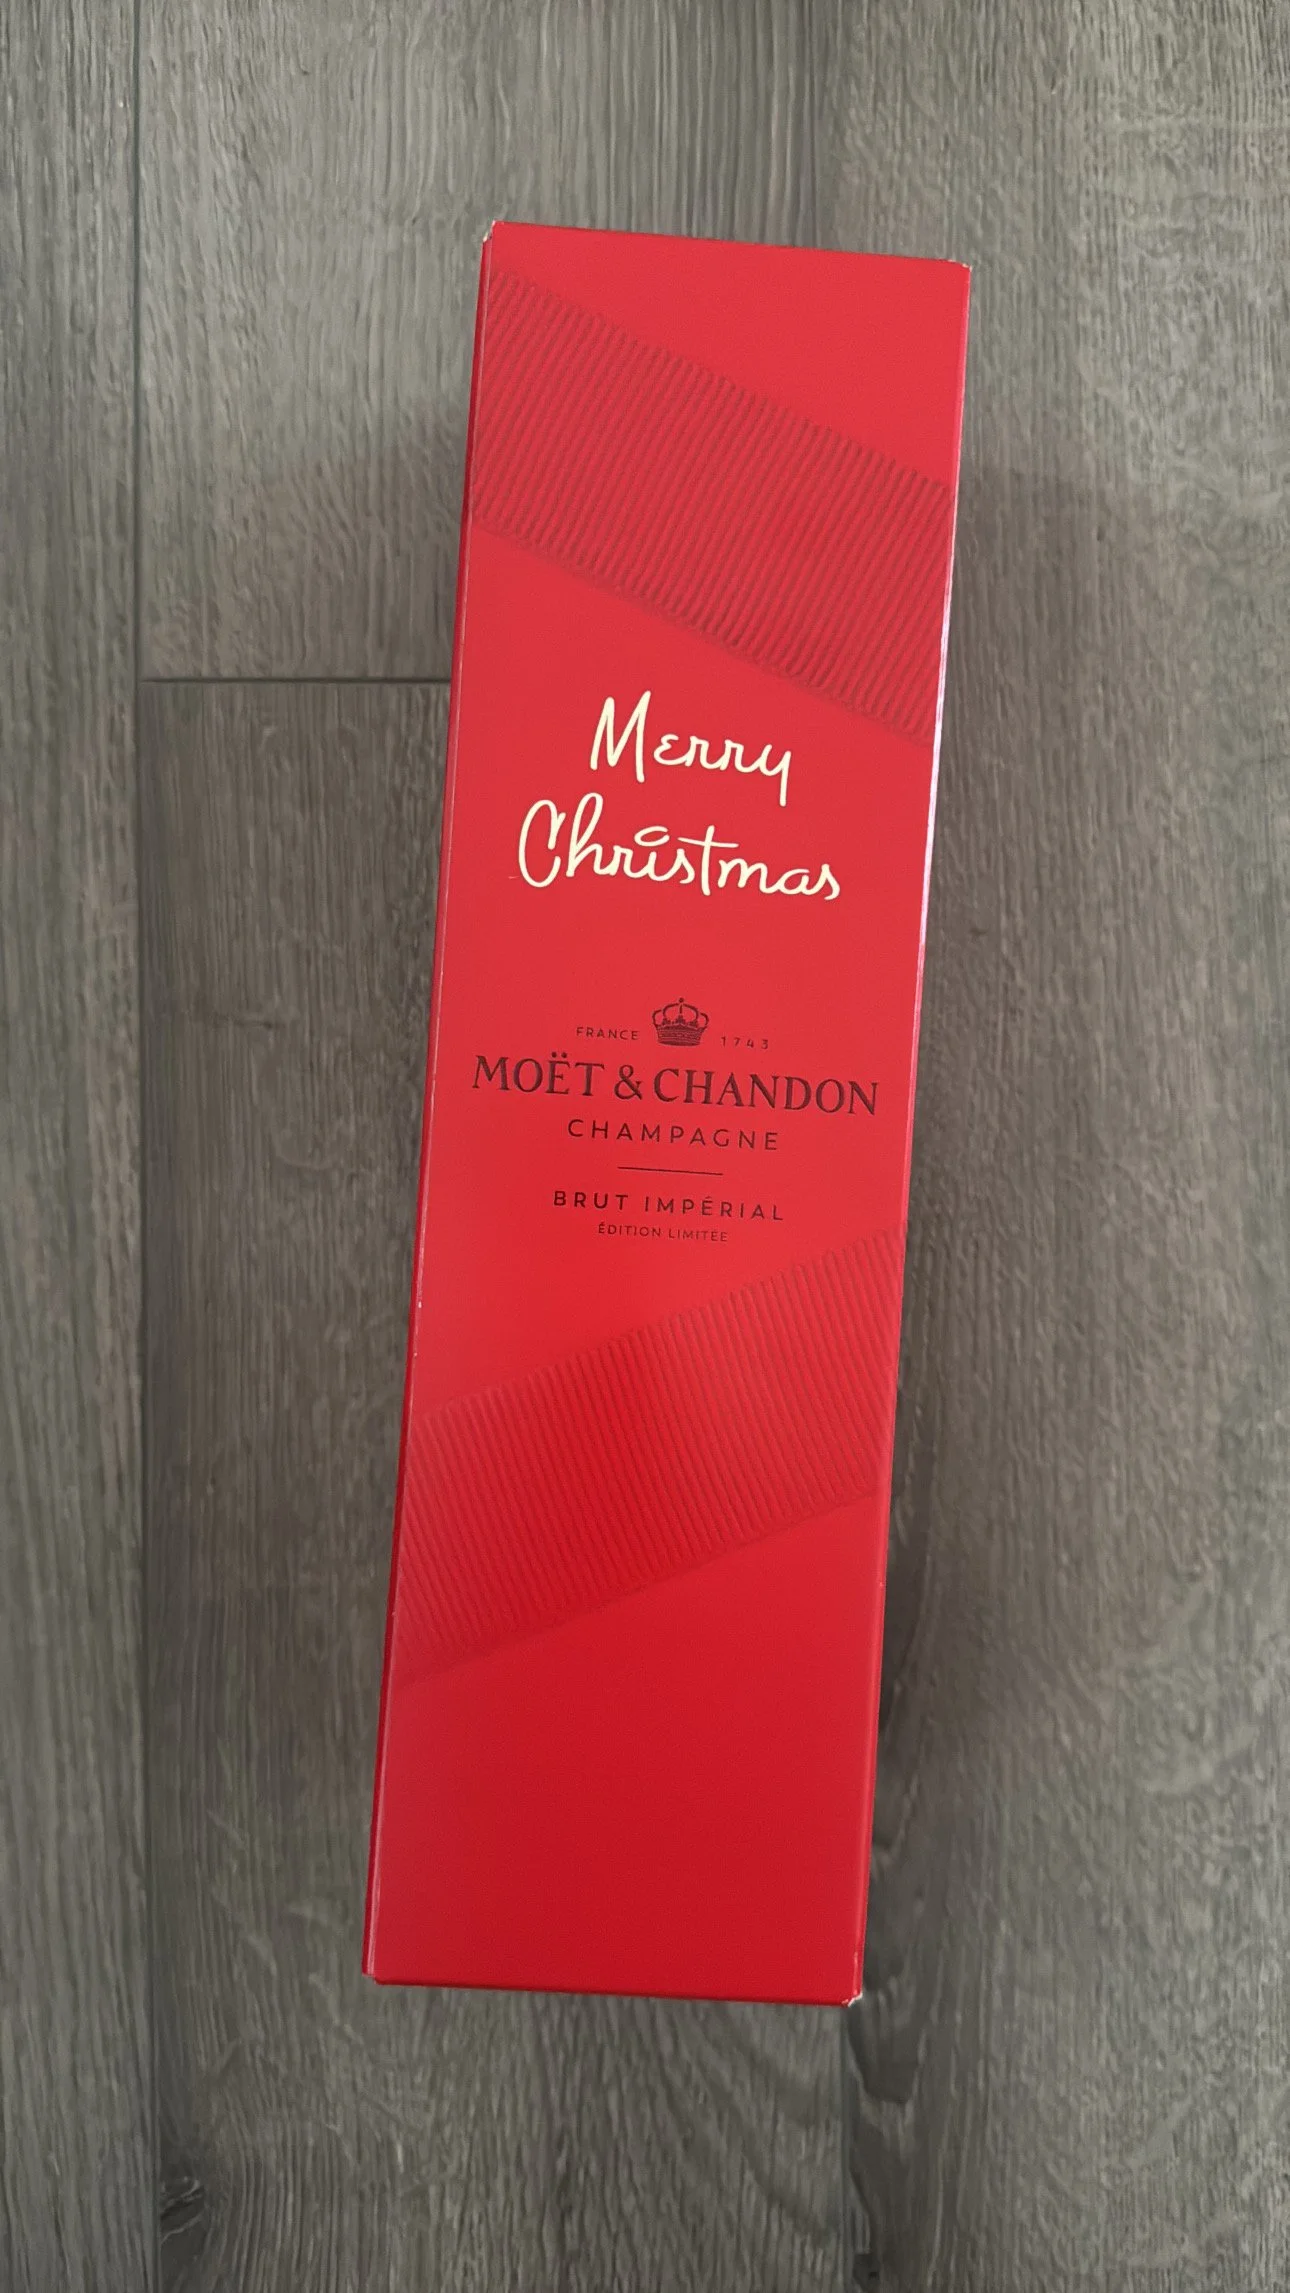 Merry
Christmas
FRANCE 1743
MOËT & CHANDON
CHAMPAGNE
BRUT IMPÉRIAL
ÉDITION LIMITÉE